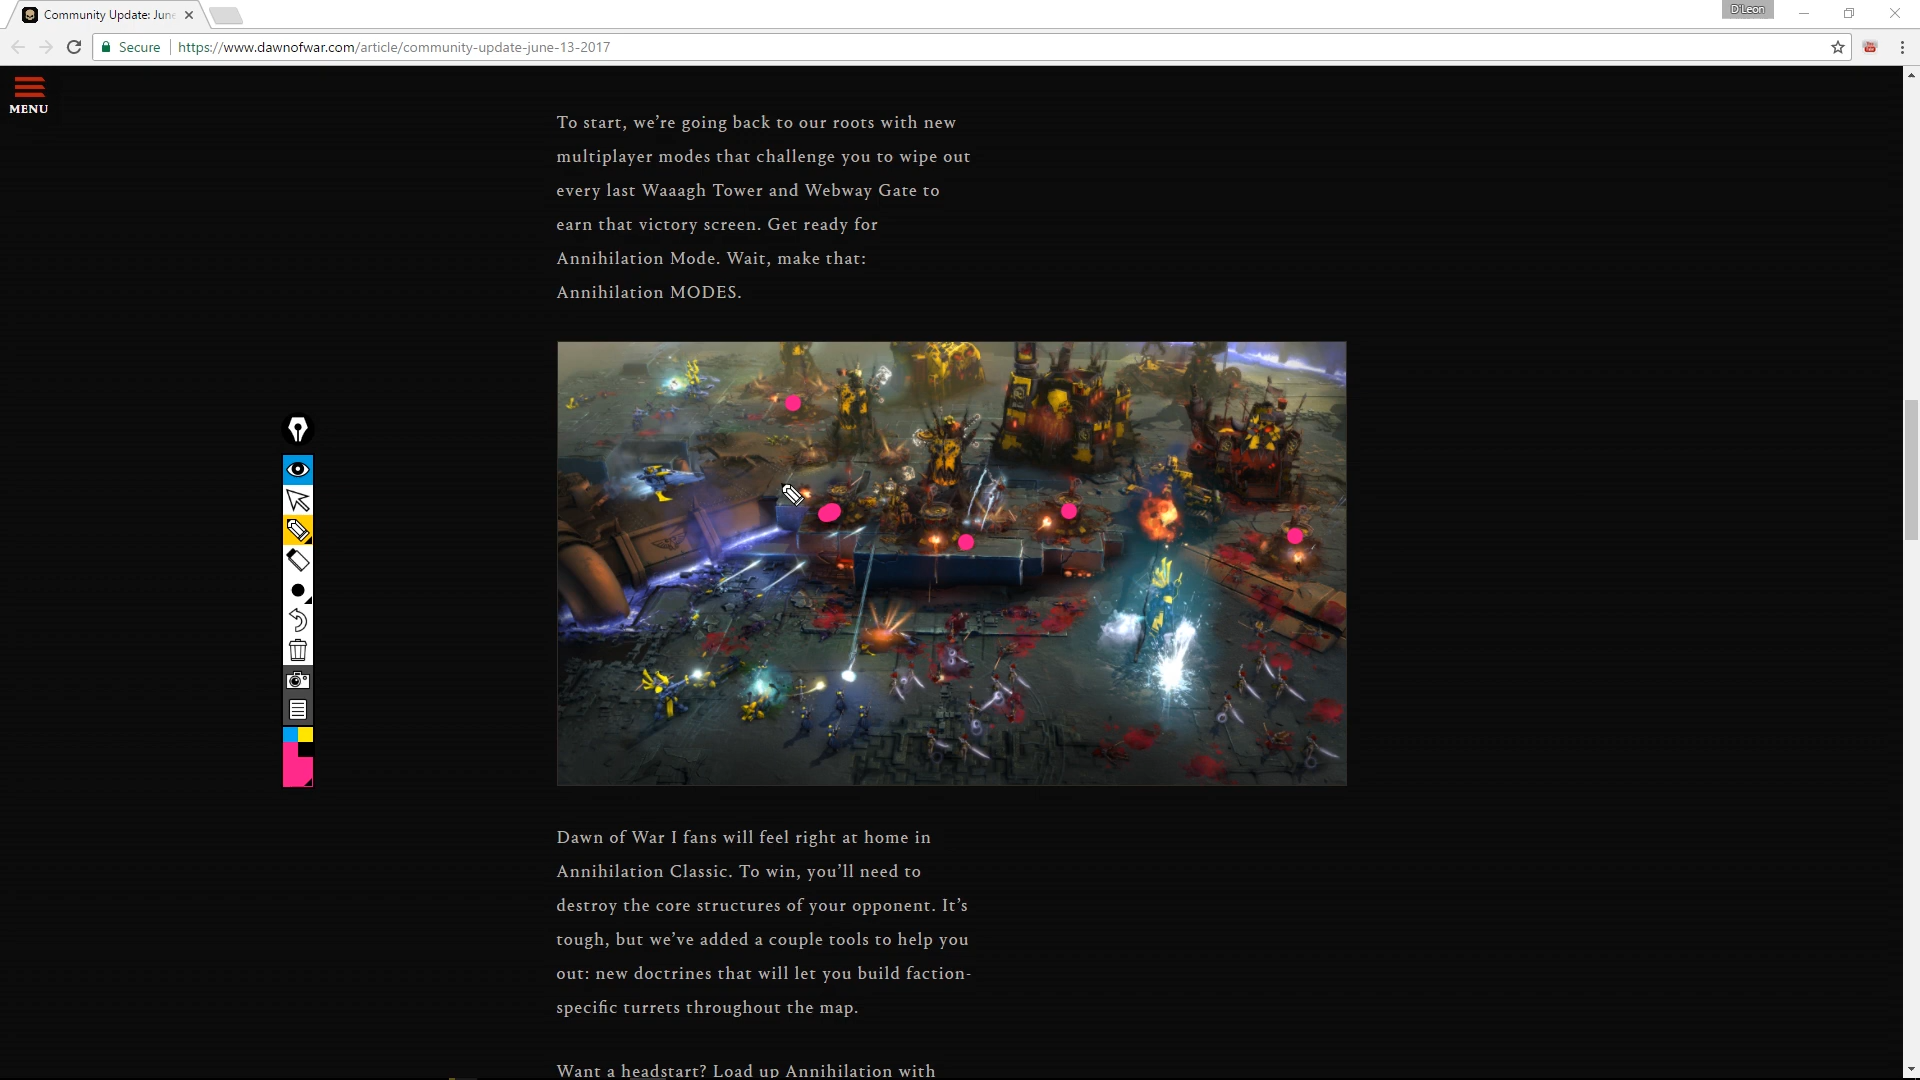 Community Update: June
D'Leon
Secure
https://www.dawnofwar.com/article/community-update-june-13-2017
MENU
To start, we’re going back to our roots with new
multiplayer modes that challenge you to wipe out
every last Waaagh Tower and Webway Gate to
earn that victory screen. Get ready for
Annihilation Mode. Wait, make that:
Annihilation MODES.
Dawn of War I fans will feel right at home in
Annihilation Classic. To win, you’ll need to
destroy the core structures of your opponent. It’s
tough, but we’ve added a couple tools to help you
out: new doctrines that will let you build faction-
specific turrets throughout the map.
Want a headstart? Load up Annihilation with